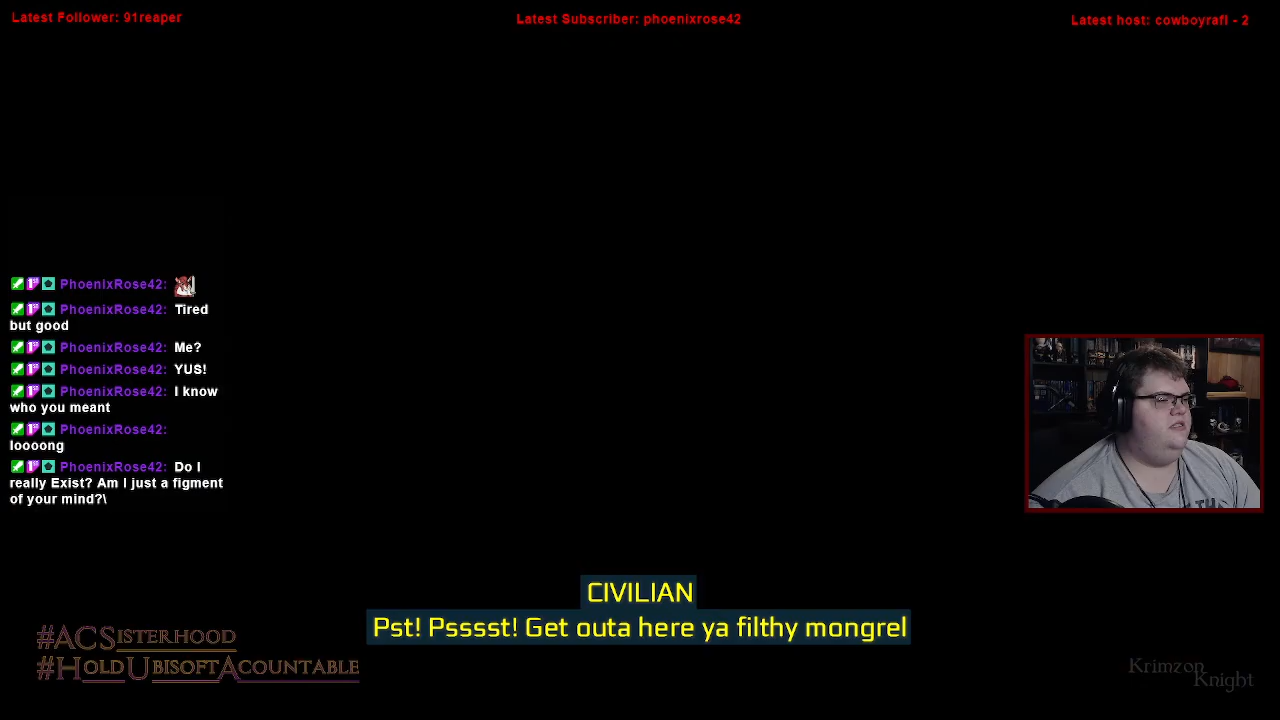 Latest Follower: 91reaper
Latest Subscriber: phoenixrose42
Latest host: cowboyrafl - 2
PhoenixRose42:
PhoenixRose42: Tired
but good
PhoenixRose42: Me?
PhoenixRose42: YUS!
PhoenixRose42: I know
who you meant
PhoenixRose42:
loooong
PhoenixRose42: Do I
really Exist? Am I just a figment
of your mind?\
CIVILIAN
Pst! Psssst! Get outa here ya filthy mongrel
#ACSisterhood
#HoldUbisoftAcountable
Krimzon
Knight